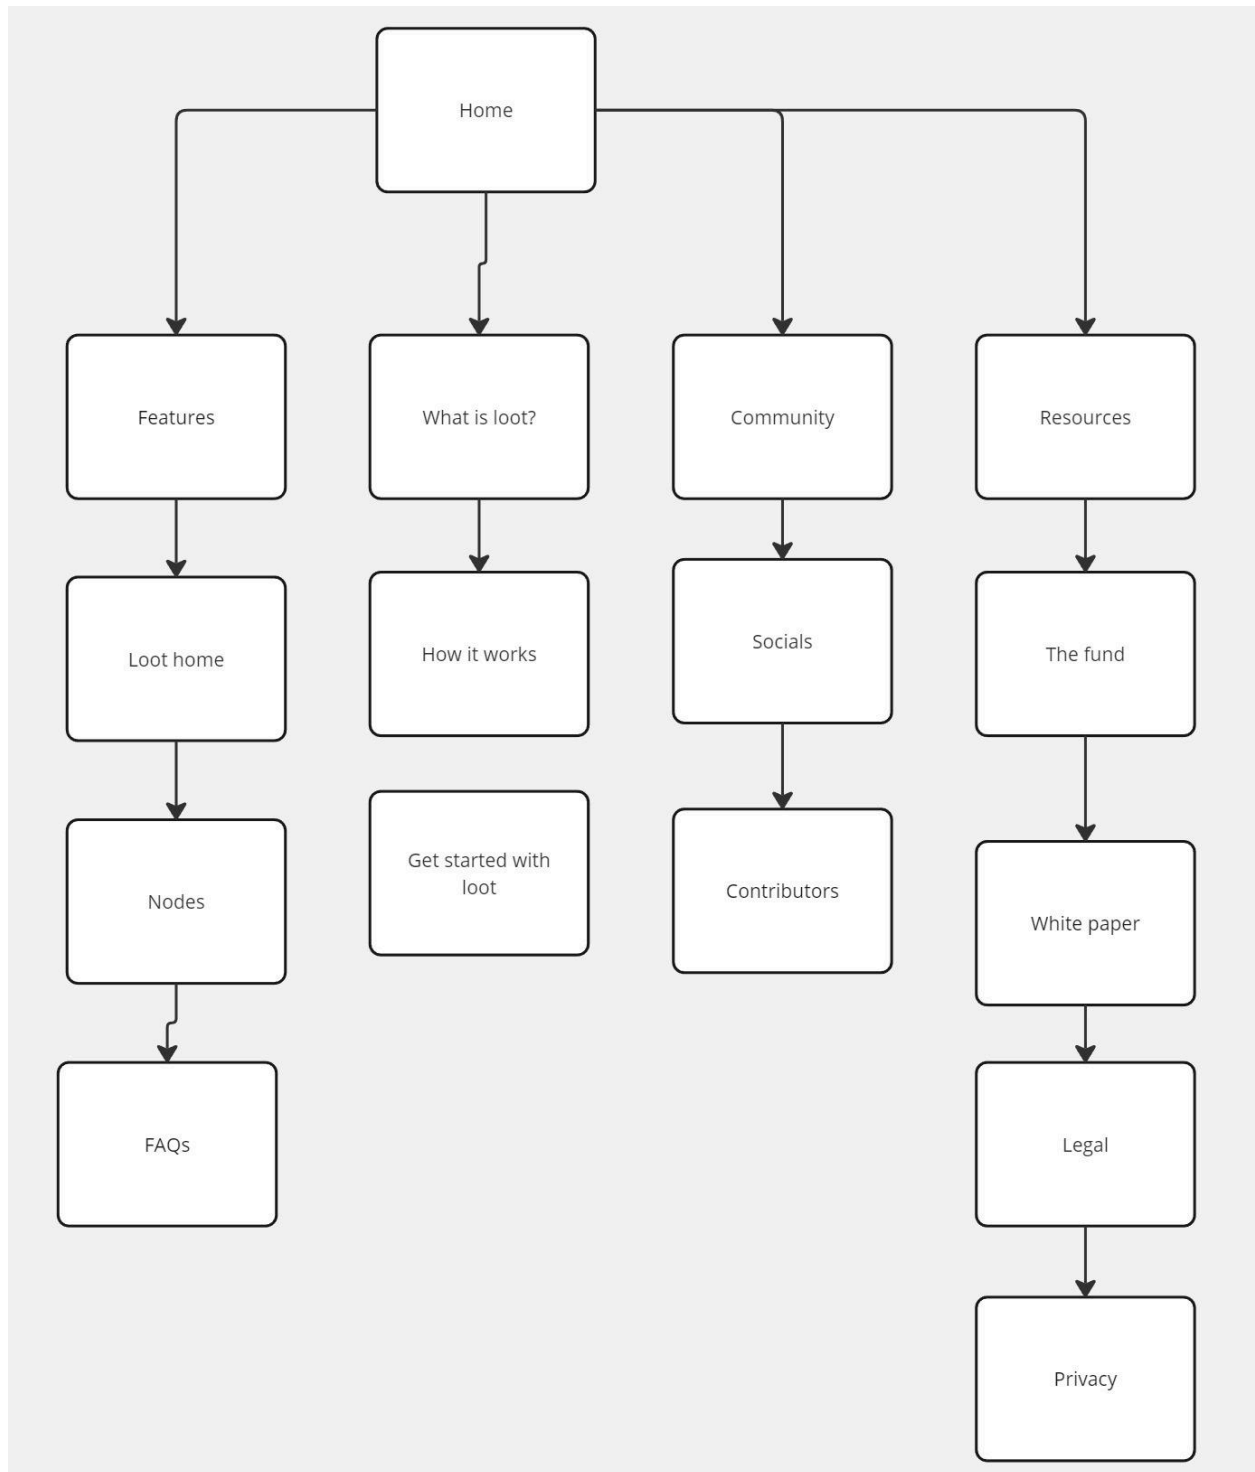 Home
Features
What is loot?
Community
Resources
Loot home
How it works
Socials
The fund
Nodes
Get started with
loot
Contributors
White paper
FAQs
Legal
Privacy